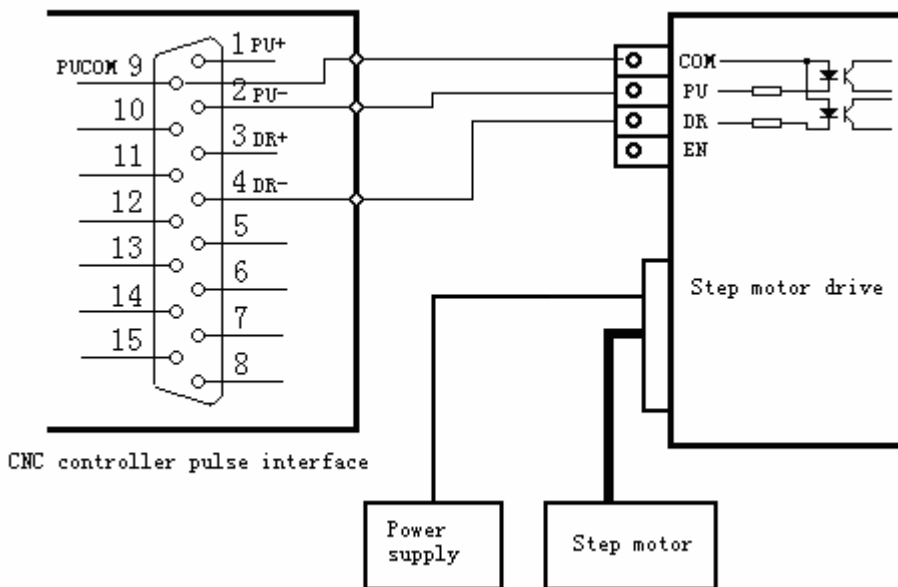 1 PU+
PUCOM 9
2 PU-
10
3 DR+
11
4 DR-
12
5
13
6
14
7
15
8
COM
PU
DR
EN
Step motor drive
CNC controller pulse interface
Power
supply
Step motor